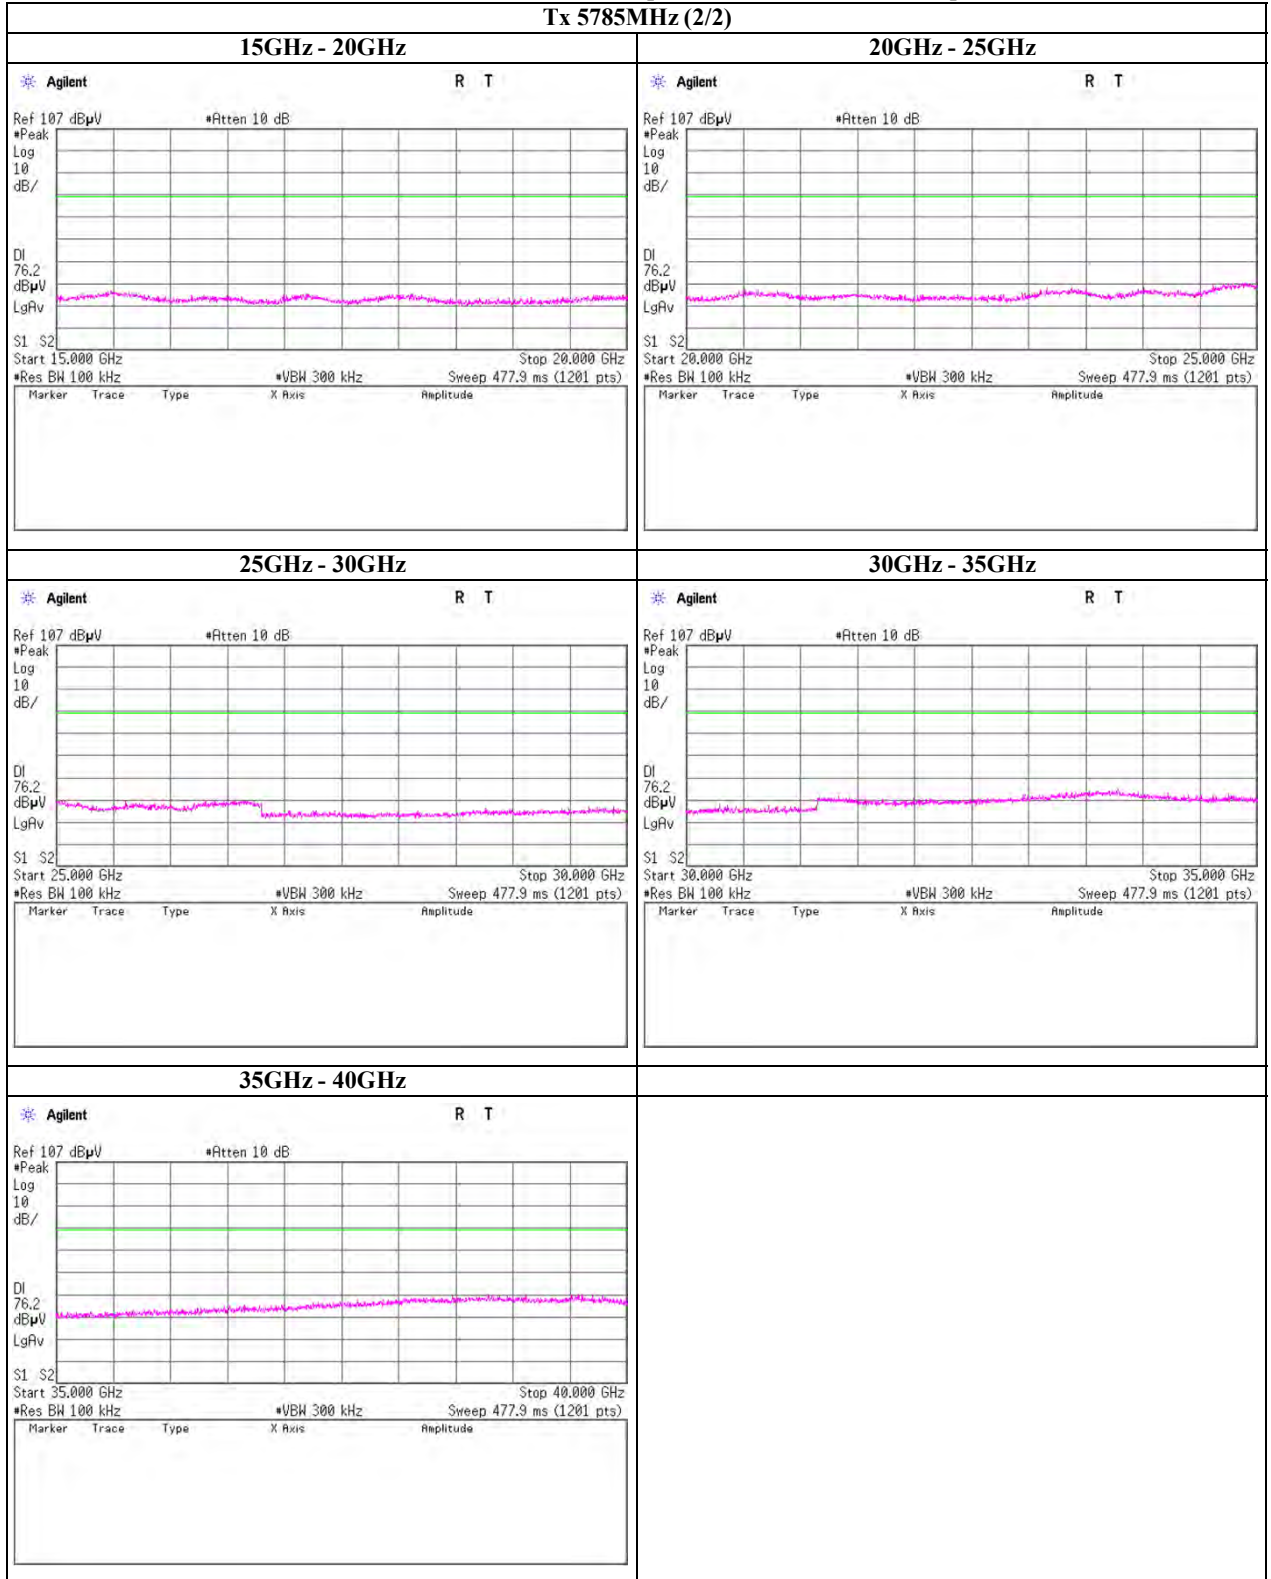 Tx 5785MHz (2/2)
15GHz - 20GHz
Agilent R T
Ref 107 dBµV #Atten 10 dB
#Peak
Log
10
dB/
DI
76.2
dBµV
LgAv
S1 S2
Start 15.000 GHz Stop 20.000 GHz
#Res BW 100 kHz #VBW 300 kHz Sweep 477.9 ms (1201 pts)
Marker Trace Type X Axis Amplitude
20GHz - 25GHz
Agilent R T
Ref 107 dBµV #Atten 10 dB
#Peak
Log
10
dB/
DI
76.2
dBµV
LgAv
S1 S2
Start 20.000 GHz Stop 25.000 GHz
#Res BW 100 kHz #VBW 300 kHz Sweep 477.9 ms (1201 pts)
Marker Trace Type X Axis Amplitude
25GHz - 30GHz
Agilent R T
Ref 107 dBµV #Atten 10 dB
#Peak
Log
10
dB/
DI
76.2
dBµV
LgAv
S1 S2
Start 25.000 GHz Stop 30.000 GHz
#Res BW 100 kHz #VBW 300 kHz Sweep 477.9 ms (1201 pts)
Marker Trace Type X Axis Amplitude
30GHz - 35GHz
Agilent R T
Ref 107 dBµV #Atten 10 dB
#Peak
Log
10
dB/
DI
76.2
dBµV
LgAv
S1 S2
Start 30.000 GHz Stop 35.000 GHz
#Res BW 100 kHz #VBW 300 kHz Sweep 477.9 ms (1201 pts)
Marker Trace Type X Axis Amplitude
35GHz - 40GHz
Agilent R T
Ref 107 dBµV #Atten 10 dB
#Peak
Log
10
dB/
DI
76.2
dBµV
LgAv
S1 S2
Start 35.000 GHz Stop 40.000 GHz
#Res BW 100 kHz #VBW 300 kHz Sweep 477.9 ms (1201 pts)
Marker Trace Type X Axis Amplitude